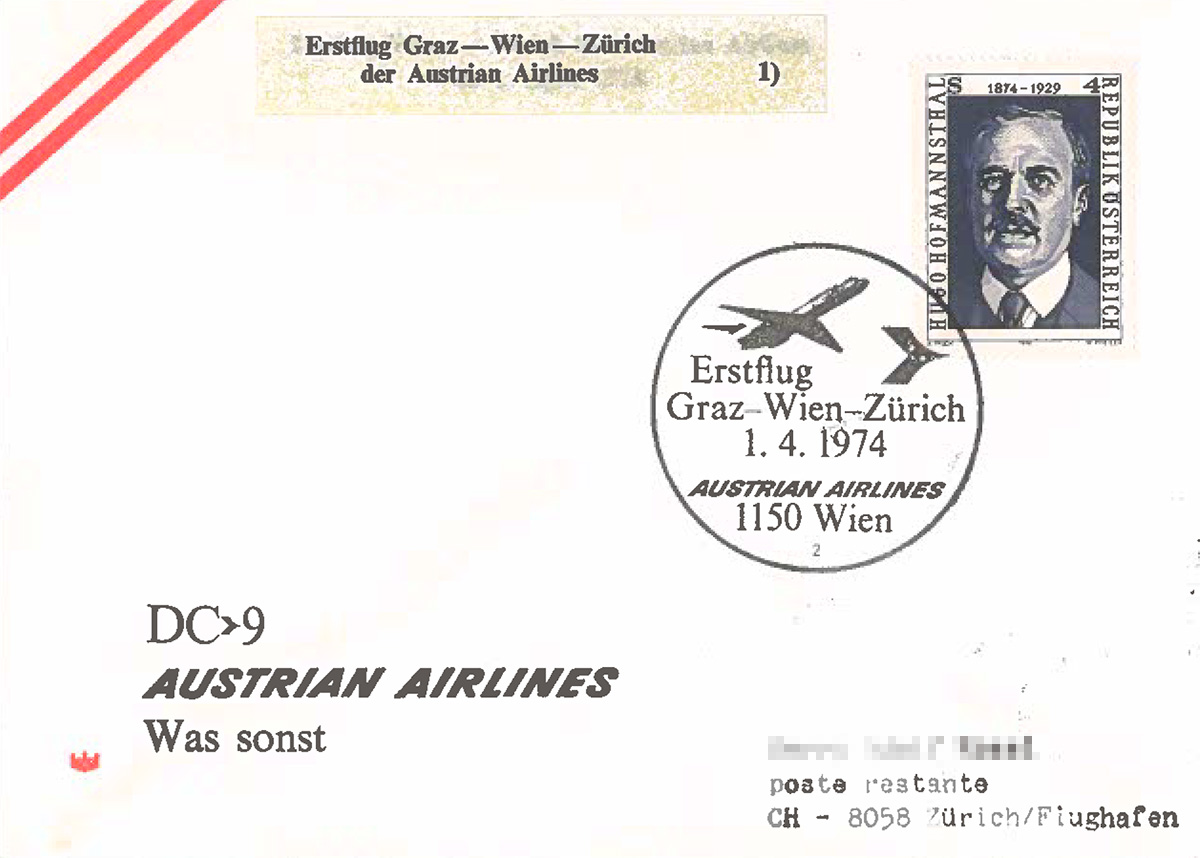 Erstflug Graz—Wien—Zürich
der Austrian Airlines 1)
S 1874-1929 4
HUGO HOFMANNSTHAL
REPUBLIK ÖSTERREICH
Erstflug
Graz-Wien-Zürich
1. 4. 1974
AUSTRIAN AIRLINES
1150 Wien
2
DC>9
AUSTRIAN AIRLINES
Was sonst
poste restante
CH - 8058 Zürich/Flughafen